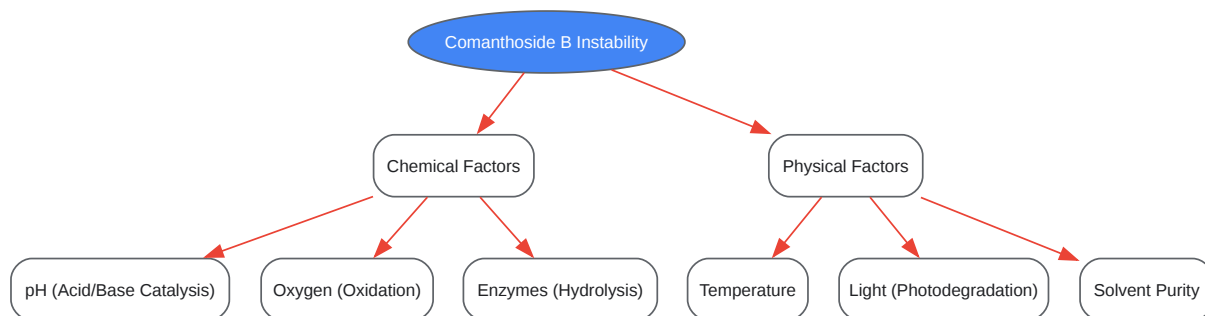 Comanthoside B Instability
Chemical Factors
Physical Factors
pH (Acid/Base Catalysis)
Oxygen (Oxidation)
Enzymes (Hydrolysis)
Temperature
Light (Photodegradation)
Solvent Purity